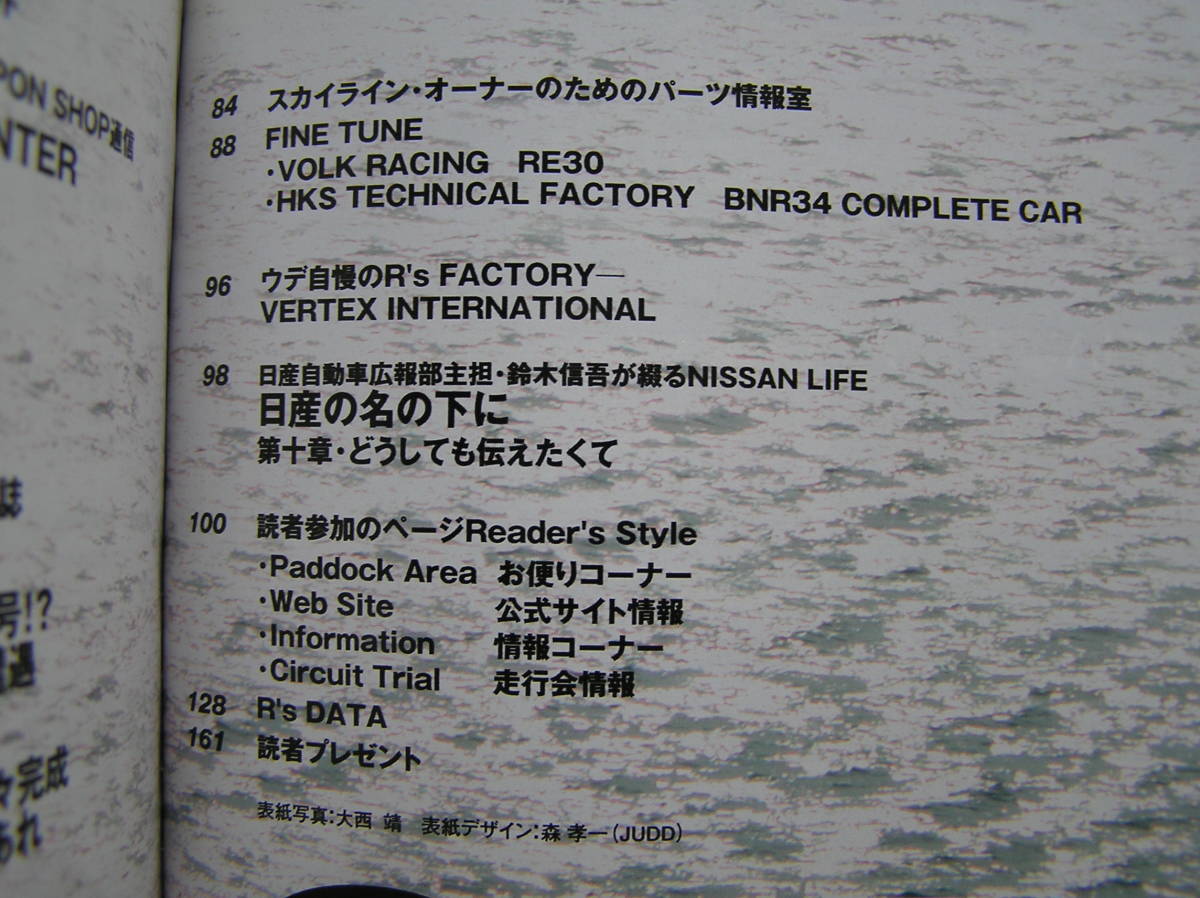 PON SHOP通信
NTER
誌
号!?
遇
々完成
あれ
84 スカイライン・オーナーのためのパーツ情報室
88 FINE TUNE
・VOLK RACING RE30
・HKS TECHNICAL FACTORY BNR34 COMPLETE CAR
96 ウデ自慢のR's FACTORY―
VERTEX INTERNATIONAL
98 日産自動車広報部主担・鈴木信吾が綴るNISSAN LIFE
日産の名の下に
第十章・どうしても伝えたくて
100 読者参加のページReader's Style
・Paddock Area お便りコーナー
・Web Site 公式サイト情報
・Information 情報コーナー
・Circuit Trial 走行会情報
128 R's DATA
161 読者プレゼント
表紙写真:大西 靖 表紙デザイン:森 孝一(JUDD)